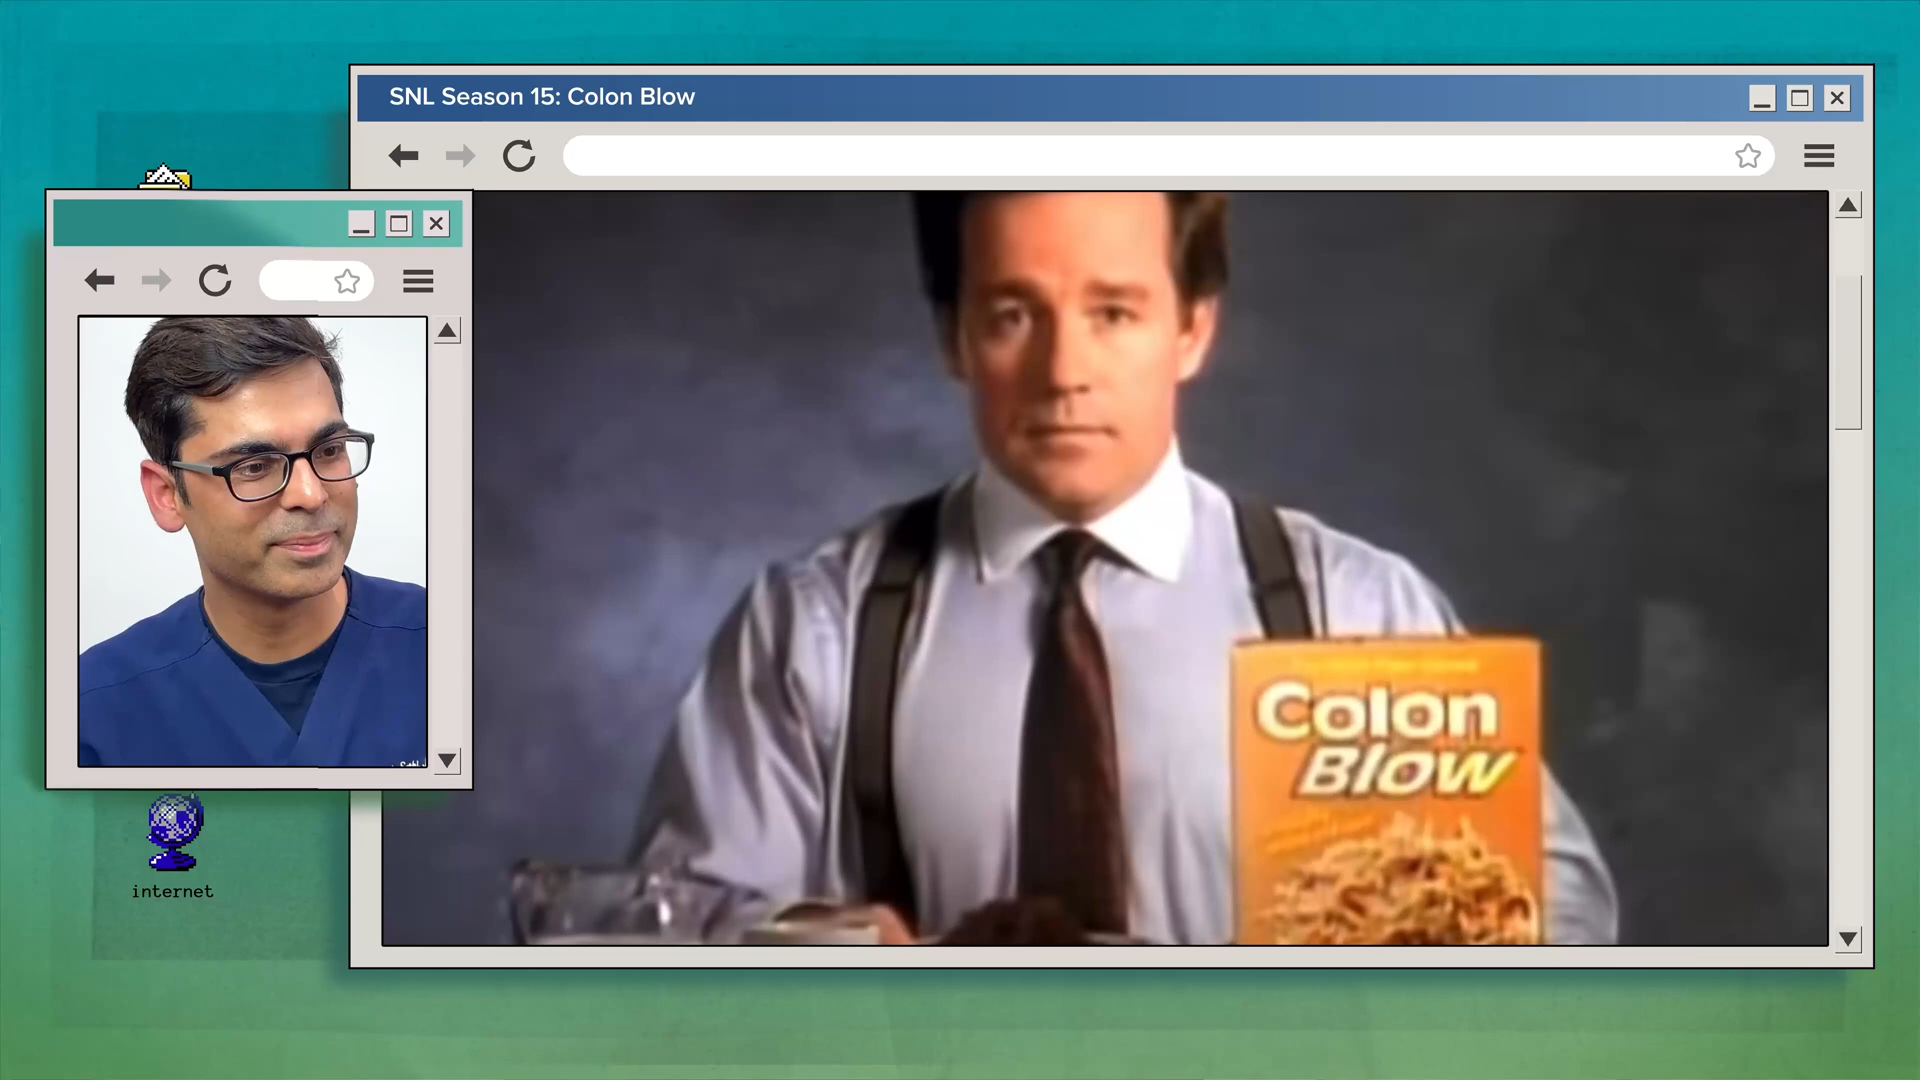 SNL Season 15: Colon Blow
Colon
Blow
internet